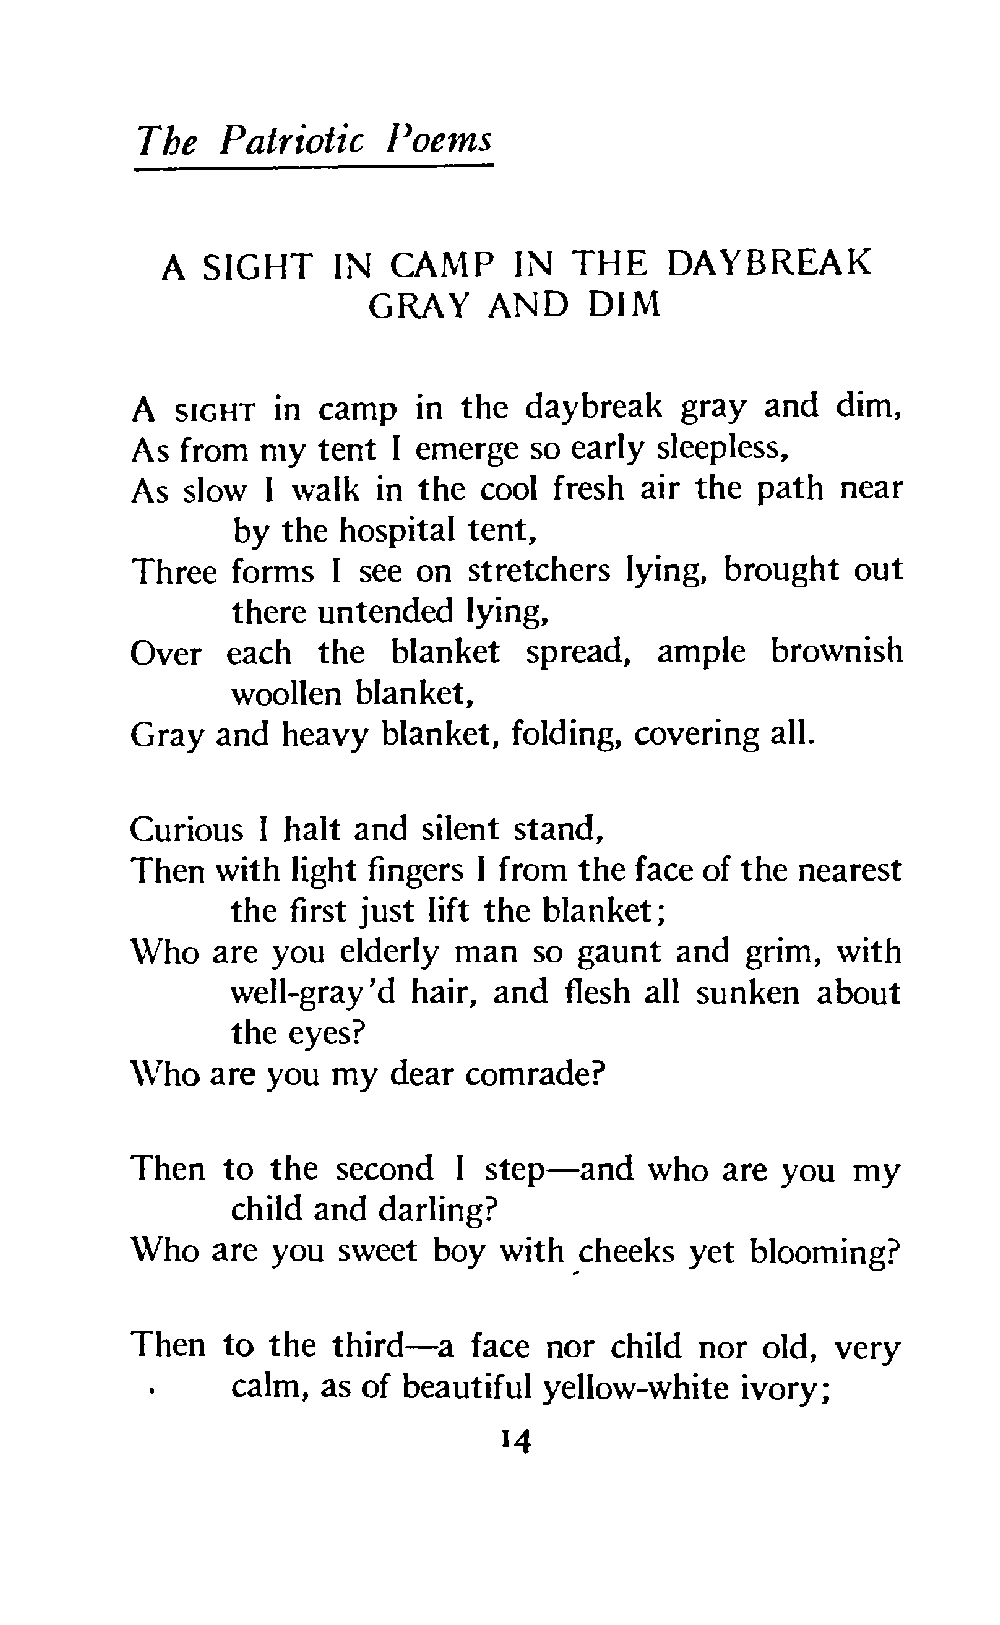 The Patriotic Poems
A SIGHT IN CAMP IN THE DAYBREAK
GRAY AND DIM
A SIGHT in camp in the daybreak gray and dim,
As from my tent I emerge so early sleepless,
As slow I walk in the cool fresh air the path near
by the hospital tent,
Three forms I see on stretchers lying, brought out
there untended lying,
Over each the blanket spread, ample brownish
woollen blanket,
Gray and heavy blanket, folding, covering all.
Curious I halt and silent stand,
Then with light fingers I from the face of the nearest
the first just lift the blanket;
Who are you elderly man so gaunt and grim, with
well-gray'd hair, and flesh all sunken about
the eyes?
Who are you my dear comrade?
Then to the second I step—and who are you my
child and darling?
Who are you sweet boy with cheeks yet blooming?
Then to the third—a face nor child nor old, very
calm, as of beautiful yellow-white ivory;
14